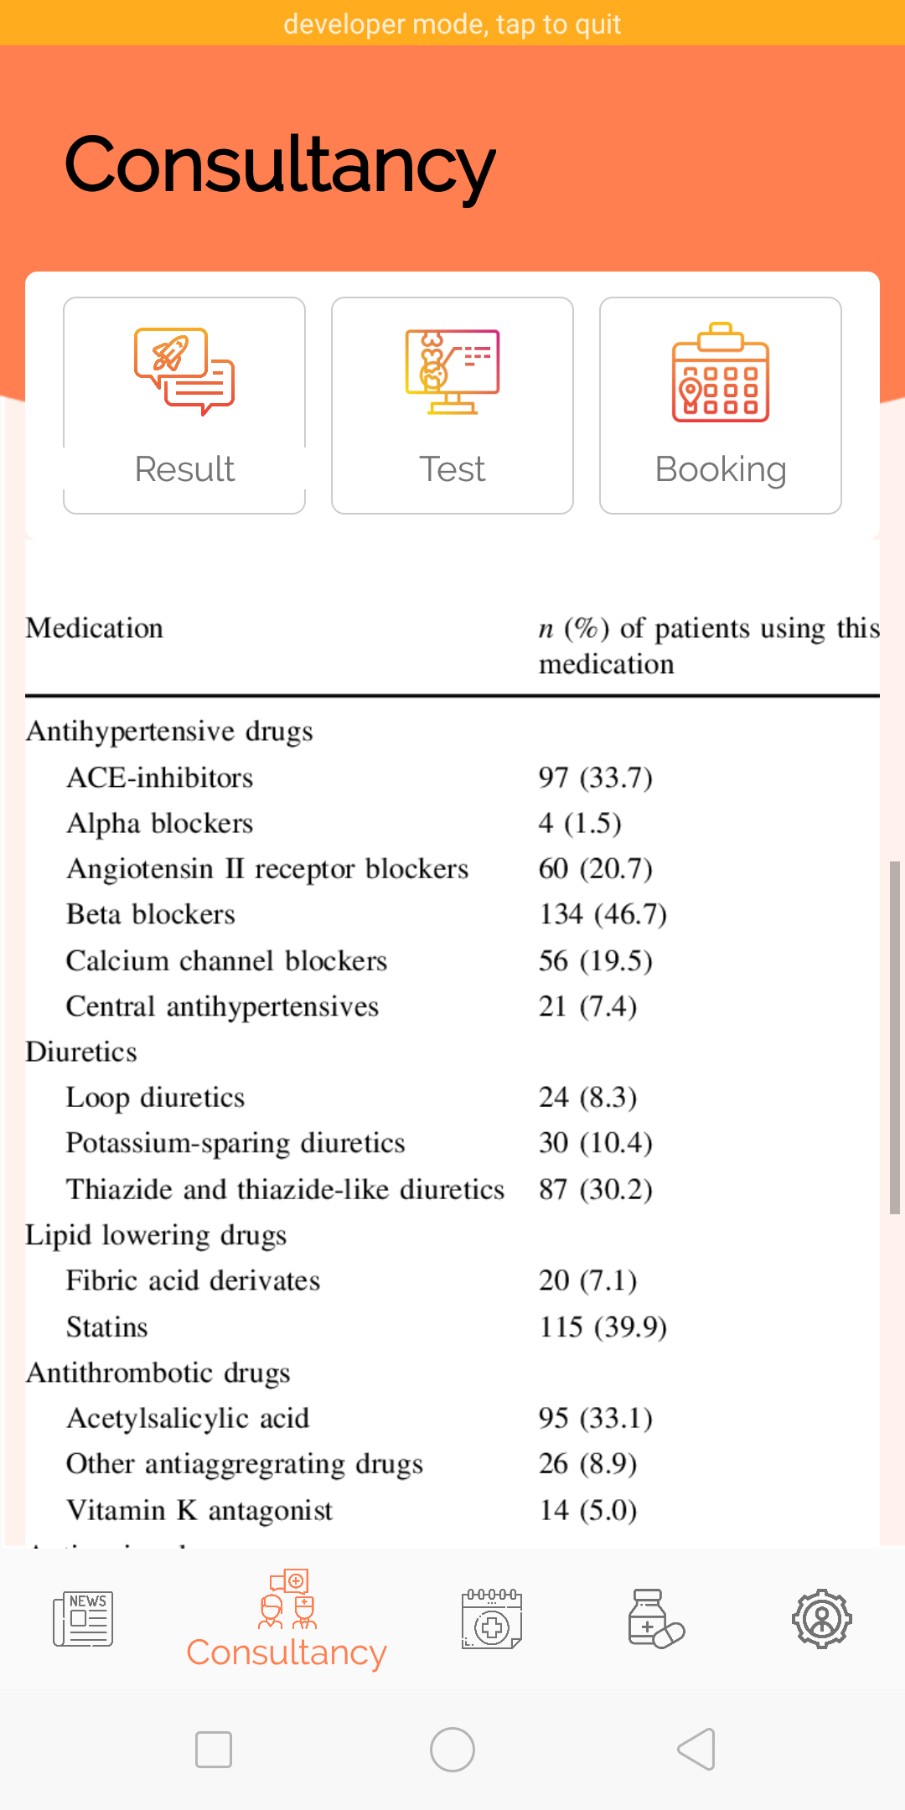 developer mode, tap to quit
Consultancy
Result Test Booking
Medication n (%) of patients using this
medication
Antihypertensive drugs
ACE-inhibitors 97 (33.7)
Alpha blockers 4 (1.5)
Angiotensin II receptor blockers 60 (20.7)
Beta blockers 134 (46.7)
Calcium channel blockers 56 (19.5)
Central antihypertensives 21 (7.4)
Diuretics
Loop diuretics 24 (8.3)
Potassium-sparing diuretics 30 (10.4)
Thiazide and thiazide-like diuretics 87 (30.2)
Lipid lowering drugs
Fibric acid derivates 20 (7.1)
Statins 115 (39.9)
Antithrombotic drugs
Acetylsalicylic acid 95 (33.1)
Other antiaggregrating drugs 26 (8.9)
Vitamin K antagonist 14 (5.0)
NEWS
Consultancy